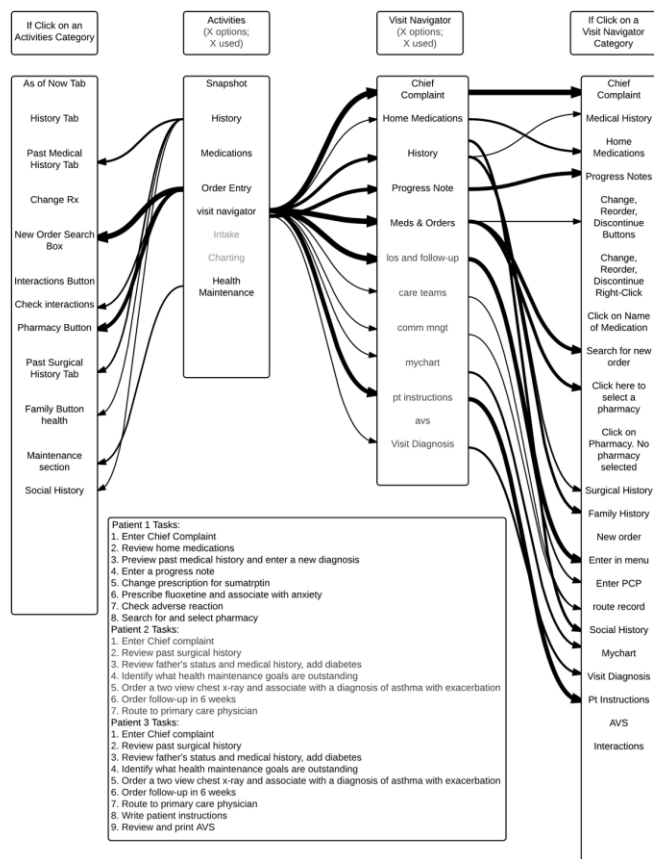 If Click on an
Activities Category
Activities
(X options;
X used)
Visit Navigator
(X options;
X used)
If Click on a
Visit Navigator
Category
As of Now Tab
History Tab
Past Medical
History Tab
Change Rx
New Order Search
Box
Interactions Button
Check interactions
Pharmacy Button
Past Surgical
History Tab
Family Button
health
Maintenance
section
Social History
Snapshot
History
Medications
Order Entry
visit navigator
Intake
Charting
Health
Maintenance
Chief
Complaint
Home Medications
History
Progress Note
Meds & Orders
los and follow-up
care teams
comm mngt
mychart
pt instructions
avs
Visit Diagnosis
Chief
Complaint
Medical History
Home
Medications
Progress Notes
Change,
Reorder,
Discontinue
Buttons
Change,
Reorder,
Discontinue
Right-Click
Click on Name
of Medication
Search for new
order
Click here to
select a
pharmacy
Click on
Pharmacy. No
pharmacy
selected
Surgical History
Family History
New order
Enter in menu
Enter PCP
route record
Social History
Mychart
Visit Diagnosis
Pt Instructions
AVS
Interactions
Patient 1 Tasks:
1. Enter Chief Complaint
2. Review home medications
3. Preview past medical history and enter a new diagnosis
4. Enter a progress note
5. Change prescription for sumatrptin
6. Prescribe fluoxetine and associate with anxiety
7. Check adverse reaction
8. Search for and select pharmacy
Patient 2 Tasks:
1. Enter Chief complaint
2. Review past surgical history
3. Review father's status and medical history, add diabetes
4. Identify what health maintenance goals are outstanding
5. Order a two view chest x-ray and associate with a diagnosis of asthma with exacerbation
6. Order follow-up in 6 weeks
7. Route to primary care physician
Patient 3 Tasks:
1. Enter Chief complaint
2. Review past surgical history
3. Review father's status and medical history, add diabetes
4. Identify what health maintenance goals are outstanding
5. Order a two view chest x-ray and associate with a diagnosis of asthma with exacerbation
6. Order follow-up in 6 weeks
7. Route to primary care physician
8. Write patient instructions
9. Review and print AVS